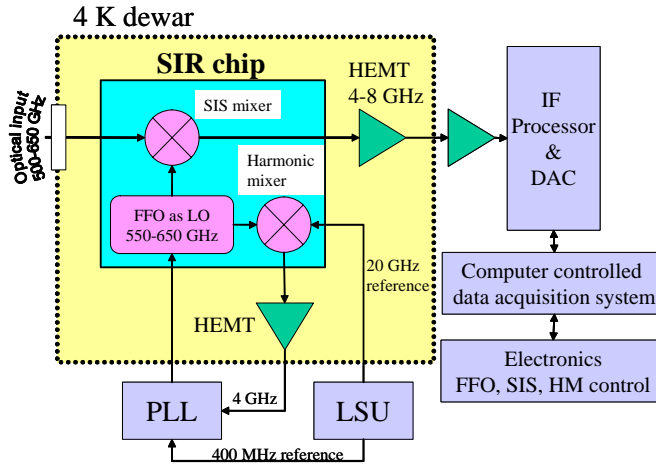 4 K dewar
SIR chip
SIS mixer
HEMT
4-8 GHz
Optical input
500-650 GHz
Harmonic
mixer
FFO as LO
550-650 GHz
20 GHz
reference
HEMT
IF
Processor
&
DAC
Computer controlled
data acquisition system
Electronics
FFO, SIS, HM control
PLL
4 GHz
LSU
400 MHz reference